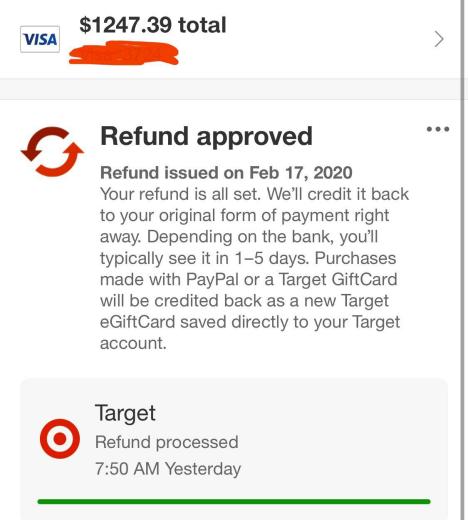 VISA
$1247.39 total
Refund approved
Refund issued on Feb 17, 2020
Your refund is all set. We'll credit it back
to your original form of payment right
away. Depending on the bank, you'll
typically see it in 1–5 days. Purchases
made with PayPal or a Target GiftCard
will be credited back as a new Target
eGiftCard saved directly to your Target
account.
Target
Refund processed
7:50 AM Yesterday